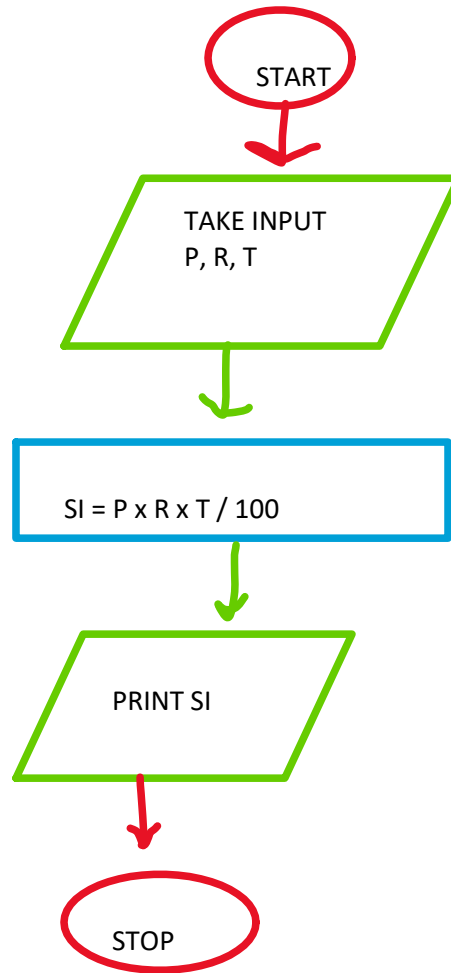 START
TAKE INPUT
P, R, T
SI = P x R x T / 100
PRINT SI
STOP